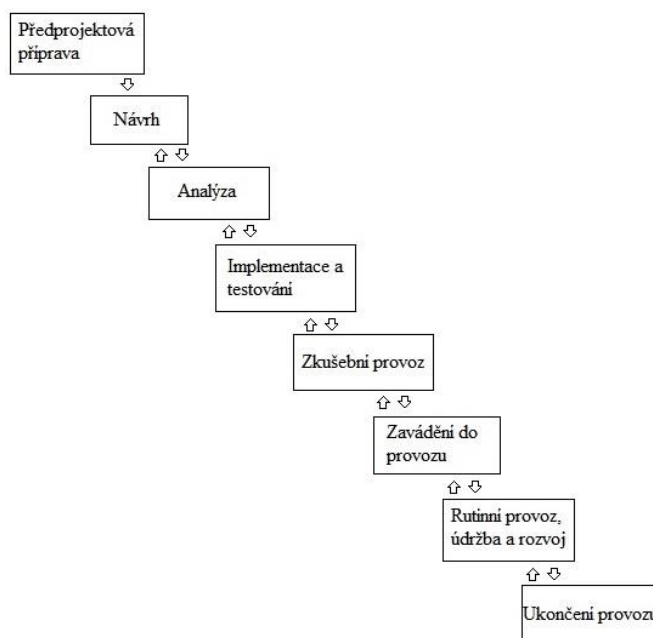 Předprojektová
příprava
Návrh
Analýza
Implementace a
testování
Zkušební provoz
Zavádění do
provozu
Rutinní provoz,
údržba a rozvoj
Ukončení provozu